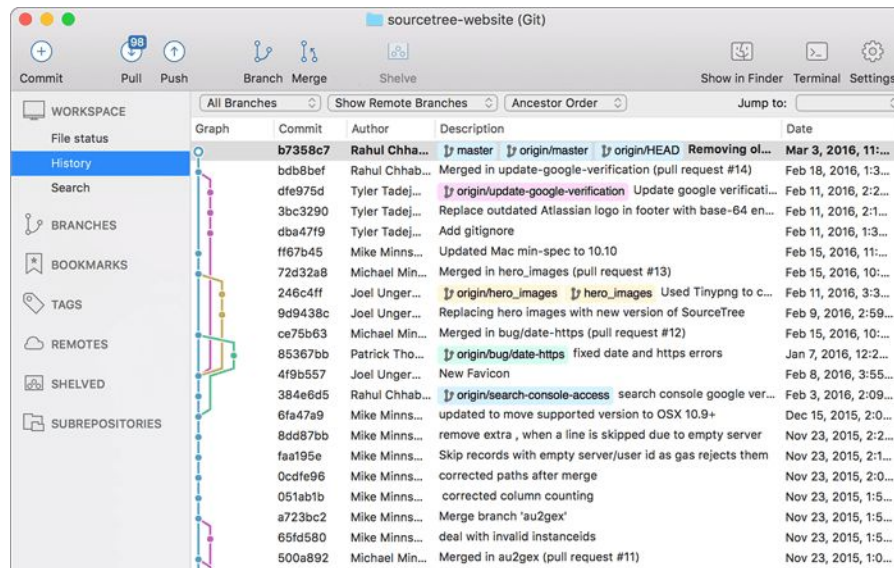 sourcetree-website (Git)
98
Commit Pull Push Branch Merge Shelve Show in Finder Terminal Settings
WORKSPACE
File status
History
Search
BRANCHES
BOOKMARKS
TAGS
REMOTES
SHELVED
SUBREPOSITORIES
All Branches Show Remote Branches Ancestor Order Jump to:
Graph Commit Author Description Date
b7358c7 Rahul Chha... master origin/master origin/HEAD Removing ol... Mar 3, 2016, 11:...
bdb8bef Rahul Chhab... Merged in update-google-verification (pull request #14) Feb 18, 2016, 1:3...
dfe975d Tyler Tadej... origin/update-google-verification Update google verificati... Feb 11, 2016, 2:2...
3bc3290 Tyler Tadej... Replace outdated Atlassian logo in footer with base-64 en... Feb 11, 2016, 2:1...
dba47f9 Tyler Tadej... Add gitignore Feb 11, 2016, 1:3...
ff67b45 Mike Minns... Updated Mac min-spec to 10.10 Feb 15, 2016, 11:...
72d32a8 Michael Min... Merged in hero_images (pull request #13) Feb 15, 2016, 10:...
246c4ff Joel Unger... origin/hero_images hero_images Used Tinypng to c... Feb 11, 2016, 3:3...
9d9438c Joel Unger... Replacing hero images with new version of SourceTree Feb 9, 2016, 2:59...
ce75b63 Michael Min... Merged in bug/date-https (pull request #12) Feb 15, 2016, 10:...
85367bb Patrick Tho... origin/bug/date-https fixed date and https errors Jan 7, 2016, 12:2...
4f9b557 Joel Unger... New Favicon Feb 8, 2016, 3:55...
384e6d5 Rahul Chhab... origin/search-console-access search console google ver... Feb 3, 2016, 2:09...
6fa47a9 Mike Minns... updated to move supported version to OSX 10.9+ Dec 15, 2015, 2:0...
8dd87bb Mike Minns... remove extra , when a line is skipped due to empty server Nov 23, 2015, 2:2...
faa195e Mike Minns... Skip records with empty server/user id as gas rejects them Nov 23, 2015, 2:1...
0cdfe96 Mike Minns... corrected paths after merge Nov 23, 2015, 2:0...
051ab1b Mike Minns... corrected column counting Nov 23, 2015, 1:5...
a723bc2 Mike Minns... Merge branch 'au2gex' Nov 23, 2015, 1:5...
65fd580 Mike Minns... deal with invalid instanceids Nov 23, 2015, 1:5...
500a892 Michael Min... Merged in au2gex (pull request #11) Nov 23, 2015, 1:0...